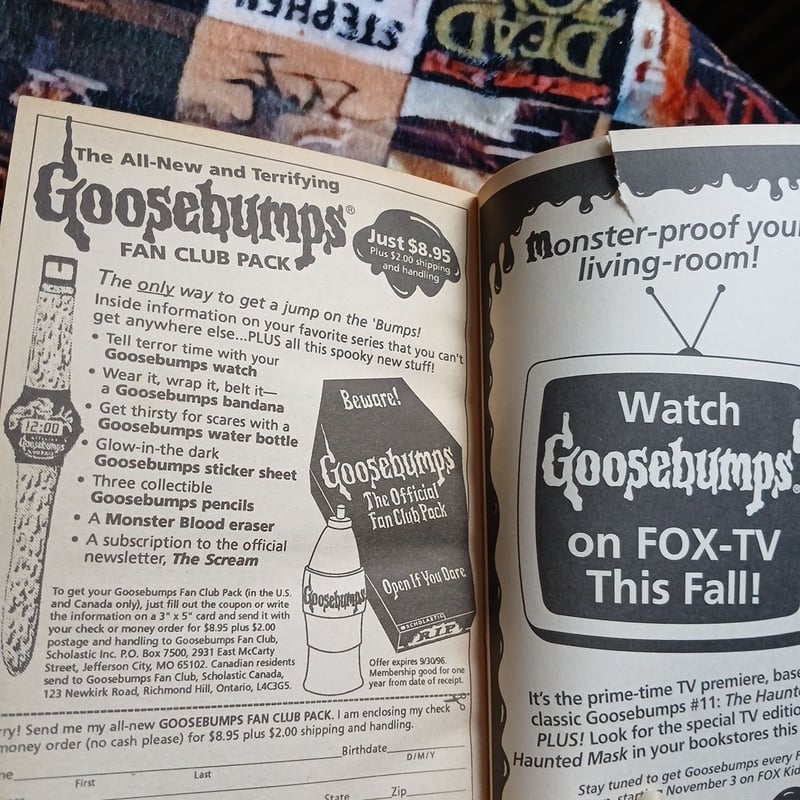 STEPHEN
DEAD
The All-New and Terrifying
Goosebumps®
FAN CLUB PACK
Just $8.95
Plus $2.00 shipping
and handling
The only way to get a jump on the 'Bumps!
Inside information on your favorite series that you can't
get anywhere else...PLUS all this spooky new stuff!
• Tell terror time with your
Goosebumps watch
• Wear it, wrap it, belt it—
a Goosebumps bandana
• Get thirsty for scares with a
Goosebumps water bottle
• Glow-in-the dark
Goosebumps sticker sheet
• Three collectible
Goosebumps pencils
• A Monster Blood eraser
• A subscription to the official
newsletter, The Scream
12:00
Goosebumps
Beware!
Goosebumps
The Official
Fan Club Pack
Open If You Dare
SCHOLASTIC
R.I.P.
Goosebumps
To get your Goosebumps Fan Club Pack (in the U.S.
and Canada only), just fill out the coupon or write
the information on a 3" x 5" card and send it with
your check or money order for $8.95 plus $2.00
postage and handling to Goosebumps Fan Club,
Scholastic Inc. P.O. Box 7500, 2931 East McCarty
Street, Jefferson City, MO 65102. Canadian residents
send to Goosebumps Fan Club, Scholastic Canada,
123 Newkirk Road, Richmond Hill, Ontario, L4C3G5.
Offer expires 9/30/96.
Membership good for one
year from date of receipt.
rry! Send me my all-new GOOSEBUMPS FAN CLUB PACK. I am enclosing my check
money order (no cash please) for $8.95 plus $2.00 shipping and handling.
me Birthdate
First Last D/M/Y
State Zip
Monster-proof your
living-room!
Watch
Goosebumps®
on FOX-TV
This Fall!
It's the prime-time TV premiere, base
classic Goosebumps #11: The Haunte
PLUS! Look for the special TV editio
Haunted Mask in your bookstores this
Stay tuned to get Goosebumps every F
starting November 3 on FOX Kid